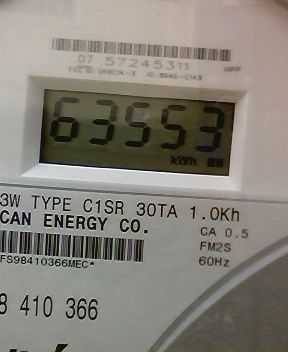 07 57245311
63553
kWh
3W TYPE C1SR 30TA 1.0Kh
CAN ENERGY CO.
CA 0.5
FM2S
60Hz
FS98410366MEC*
8 410 366